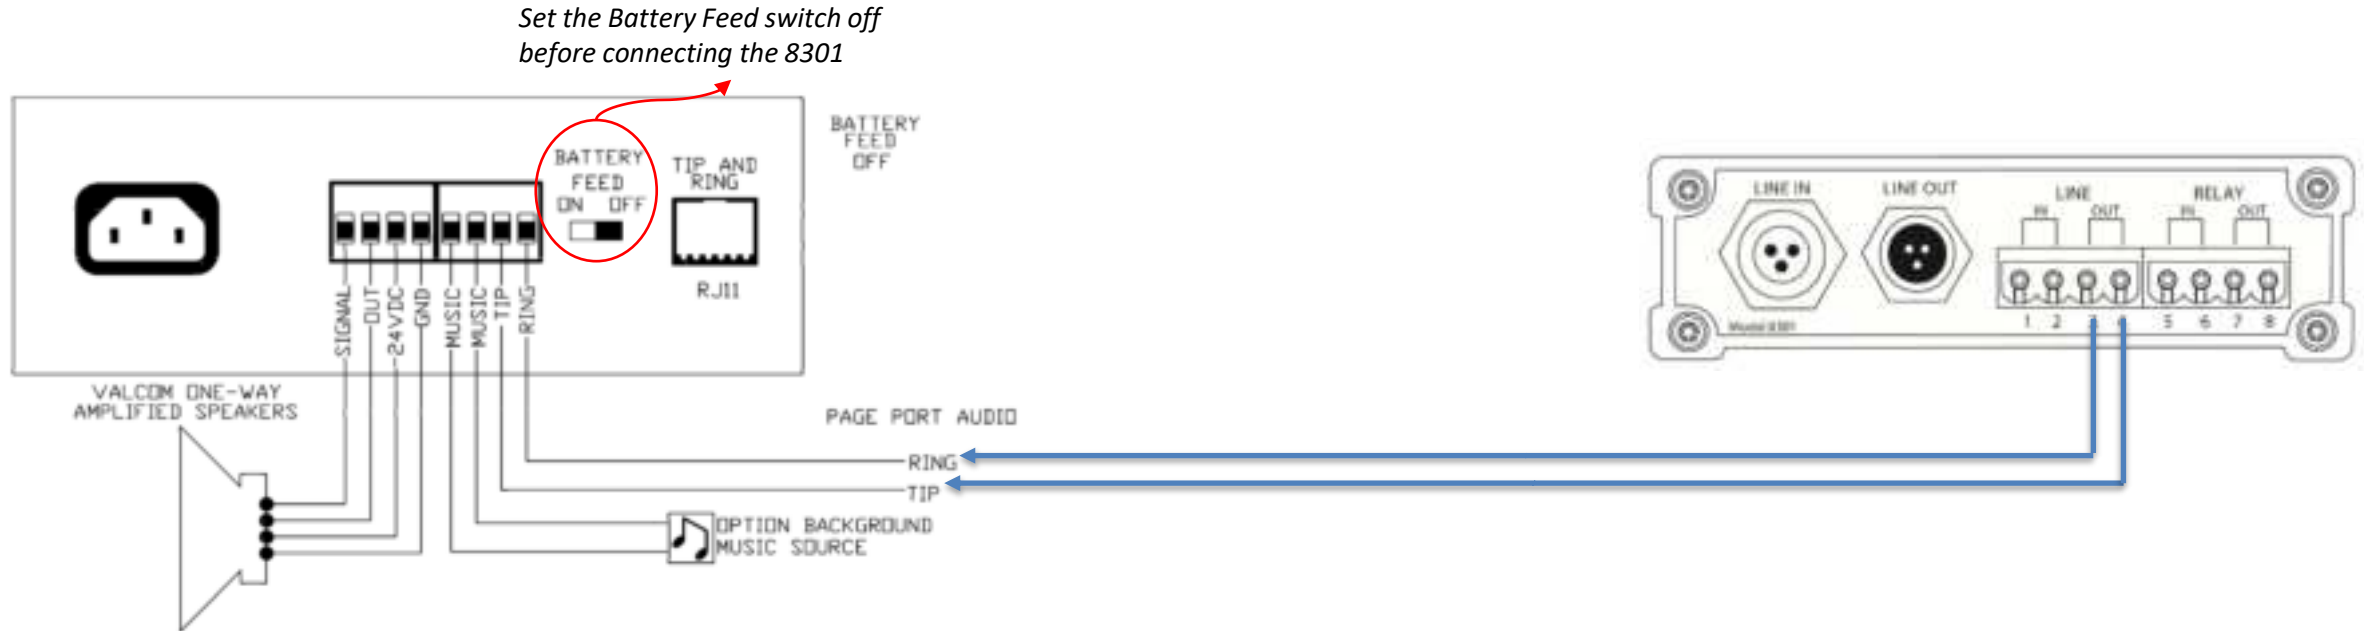 Set the Battery Feed switch off
before connecting the 8301
BATTERY
FEED
OFF
BATTERY
FEED
ON OFF
TIP AND
RING
RJ11
SIGNAL
OUT
24VDC
GND
MUSIC
MUSIC
TIP
RING
VALCOM ONE-WAY
AMPLIFIED SPEAKERS
PAGE PORT AUDIO
RING
TIP
OPTION BACKGROUND
MUSIC SOURCE
LINE IN
LINE OUT
LINE
IN OUT
RELAY
IN OUT
1 2 3 4 5 6 7 8
Model 8301